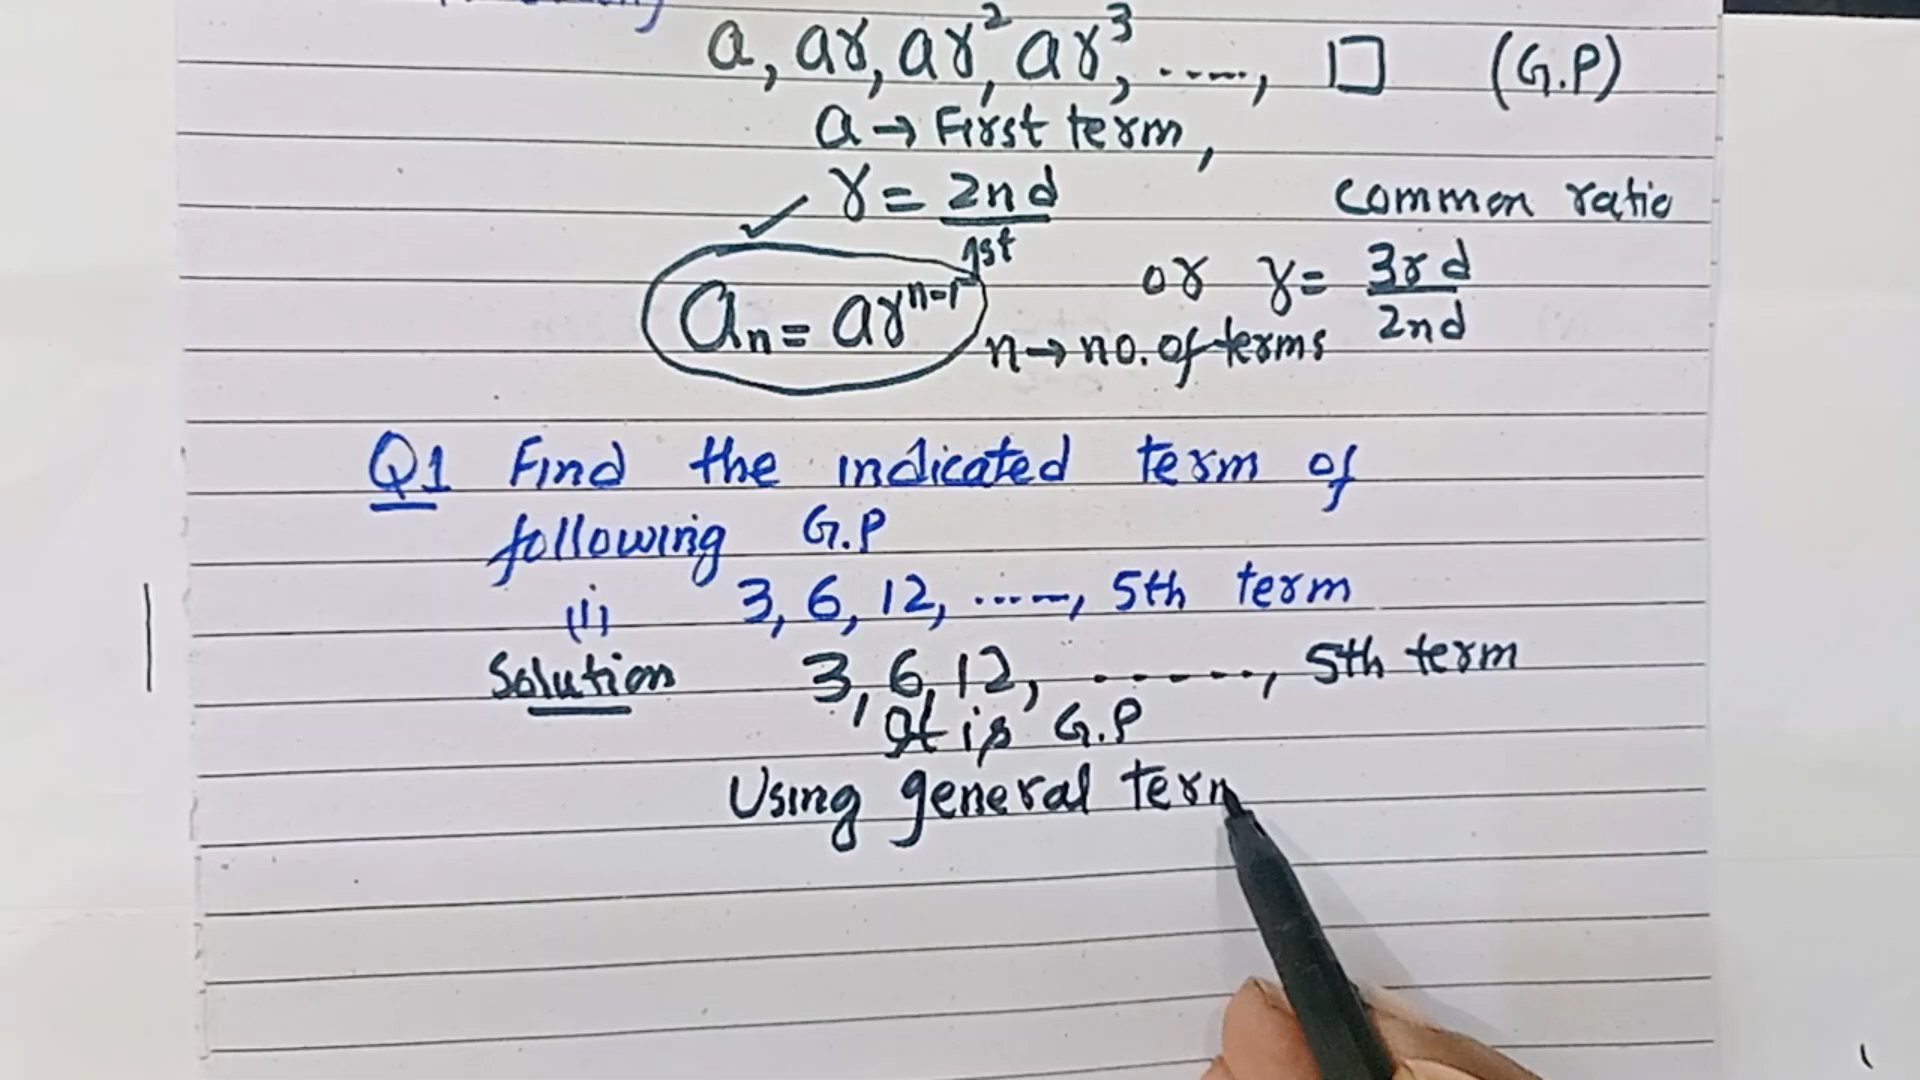 a, ar, ar², ar³, ....., □ (G.P)
a → First term,
r = 2nd/1st common ratio
or r = 3rd/2nd
aₙ = arⁿ⁻¹ n → no. of terms
Q1 Find the indicated term of
following G.P
(i) 3, 6, 12, ....., 5th term
Solution 3, 6, 12, ......., 5th term
It is G.P
Using general term